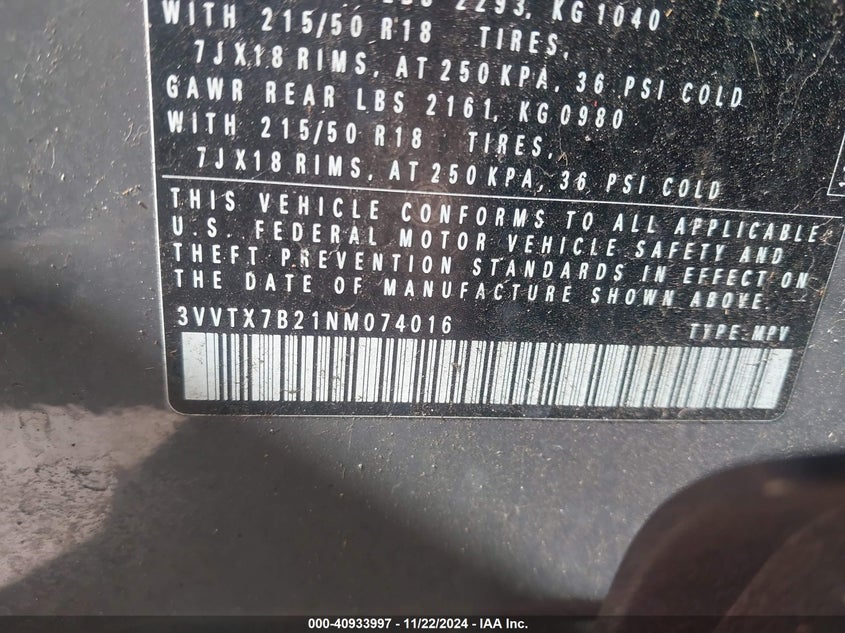 2293, KG 1040
WITH 215/50 R18 TIRES,
7JX18 RIMS, AT 250 KPA, 36 PSI COLD
GAWR REAR LBS 2161, KG0980
WITH 215/50 R18 TIRES,
7JX18 RIMS, AT 250 KPA, 36 PSI COLD
THIS VEHICLE CONFORMS TO ALL APPLICABLE
U.S. FEDERAL MOTOR VEHICLE SAFETY AND
THEFT PREVENTION STANDARDS IN EFFECT ON
THE DATE OF MANUFACTURE SHOWN ABOVE.
3VVTX7B21NM074016 TYPE-MPV
000-40933997 - 11/22/2024 - IAA Inc.